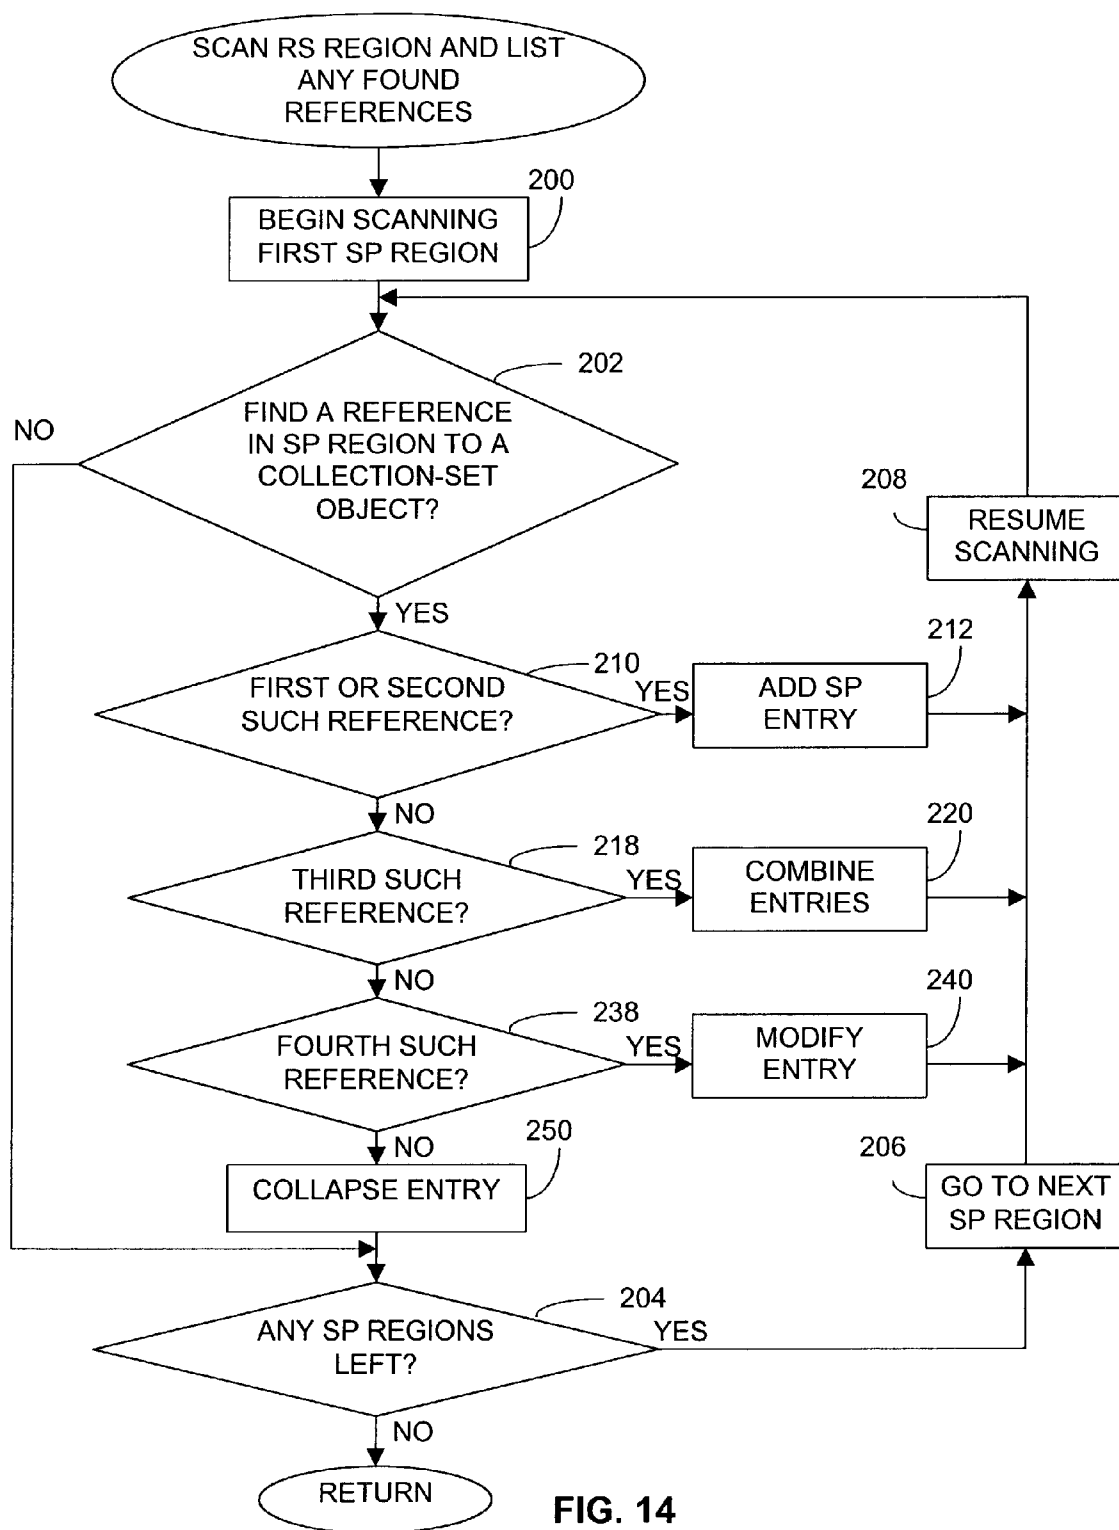 SCAN RS REGION AND LIST
ANY FOUND
REFERENCES
200
BEGIN SCANNING
FIRST SP REGION
202
FIND A REFERENCE
IN SP REGION TO A
COLLECTION-SET
OBJECT?
NO
208
RESUME
SCANNING
YES
210
FIRST OR SECOND
SUCH REFERENCE?
YES
212
ADD SP
ENTRY
NO
218
THIRD SUCH
REFERENCE?
YES
220
COMBINE
ENTRIES
NO
238
FOURTH SUCH
REFERENCE?
YES
240
MODIFY
ENTRY
NO
250
COLLAPSE ENTRY
206
GO TO NEXT
SP REGION
204
ANY SP REGIONS
LEFT?
YES
NO
RETURN
FIG. 14